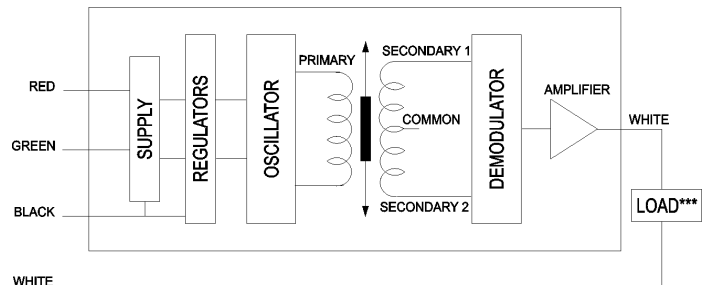 RED
GREEN
BLACK
WHITE
SUPPLY
REGULATORS
OSCILLATOR
PRIMARY
SECONDARY 1
COMMON
SECONDARY 2
DEMODULATOR
AMPLIFIER
WHITE
LOAD***